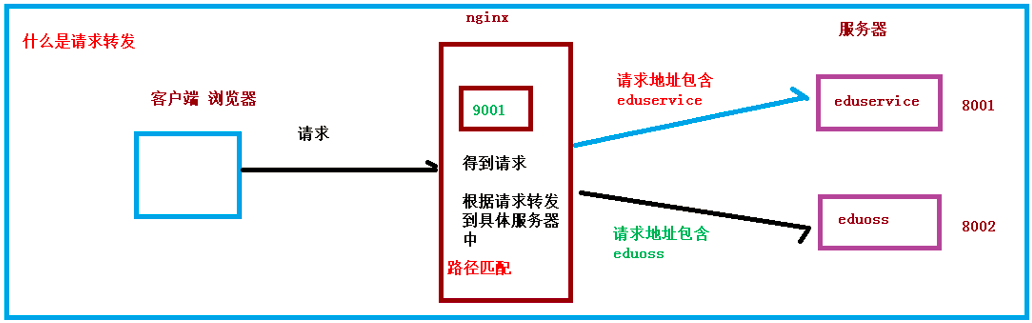 什么是请求转发
nginx
服务器
客户端 浏览器
9001
请求
得到请求
根据请求转发
到具体服务器
中
路径匹配
请求地址包含
eduservice
eduservice
8001
请求地址包含
eduoss
eduoss
8002